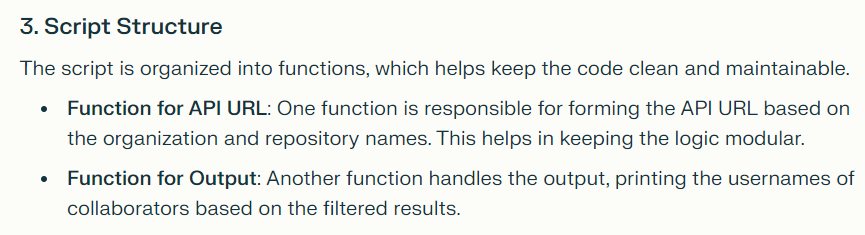 3. Script Structure
The script is organized into functions, which helps keep the code clean and maintainable.
• Function for API URL: One function is responsible for forming the API URL based on
the organization and repository names. This helps in keeping the logic modular.
• Function for Output: Another function handles the output, printing the usernames of
collaborators based on the filtered results.